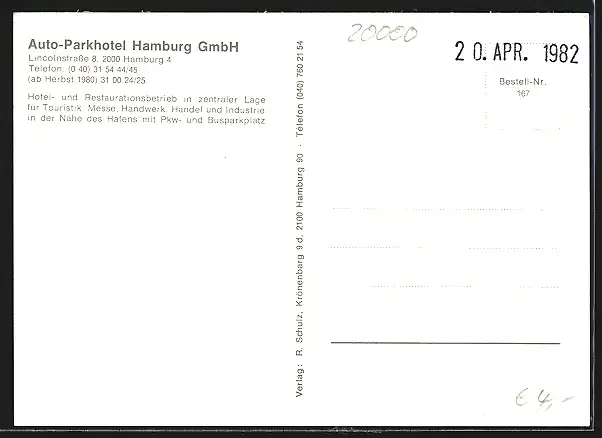 Auto-Parkhotel Hamburg GmbH
Lincolnstraße 8, 2000 Hamburg 4
Telefon: (0 40) 31 54 44/45
(ab Herbst 1980) 31 00 24/25
Hotel- und Restaurationsbetrieb in zentraler Lage
für Touristik, Messe, Handwerk, Handel und Industrie
in der Nähe des Hafens mit Pkw- und Busparkplatz
Verlag: R. Schulz, Krönenbarg 9 d, 2100 Hamburg 90 · Telefon (040) 760 21 54
20000
20. APR. 1982
Bestell-Nr.
167
€ 4,-